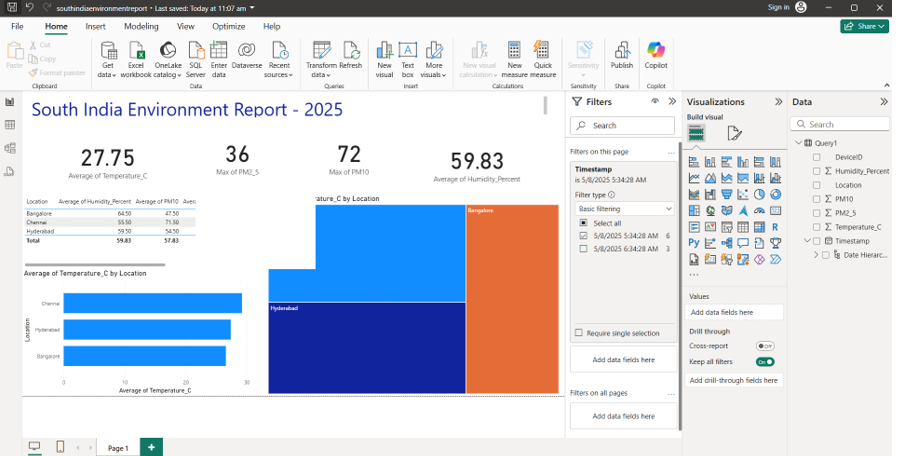 southindiaenvironmentreport • Last saved: Today at 11:07 am
Sign in
File Home Insert Modeling View Optimize Help
Share
Paste
Cut
Copy
Format painter
Clipboard
Get data
Excel workbook
OneLake catalog
SQL Server
Enter data
Dataverse
Recent sources
Data
Transform data
Refresh
Queries
New visual
Text box
More visuals
Insert
New visual calculation
New measure
Quick measure
Calculations
Sensitivity
Sensitivity
Publish
Share
Copilot
Copilot
South India Environment Report - 2025
27.75
Average of Temperature_C
36
Max of PM2_5
72
Max of PM10
59.83
Average of Humidity_Percent
Location Average of Humidity_Percent Average of PM10
Bangalore 64.50 47.50
Chennai 55.50 71.50
Hyderabad 59.50 54.50
Total 59.83 57.83
Average of Temperature_C by Location
Location
Chennai
Hyderabad
Bangalore
0 10 20 30
Average of Temperature_C
rature_C by Location
Bangalore
Hyderabad
Filters
Search
Filters on this page ...
Timestamp
is 5/8/2025 5:34:28 AM
Filter type
Basic filtering
Select all
5/8/2025 5:34:28 AM 6
5/8/2025 6:34:28 AM 3
Require single selection
Add data fields here
Filters on all pages ...
Add data fields here
Visualizations
Build visual
R
Py
...
Values
Add data fields here
Drill through
Cross-report Off
Keep all filters On
Add drill-through fields here
Data
Search
Query1
DeviceID
Humidity_Percent
Location
PM10
PM2_5
Temperature_C
Timestamp
Date Hierarc...
Page 1